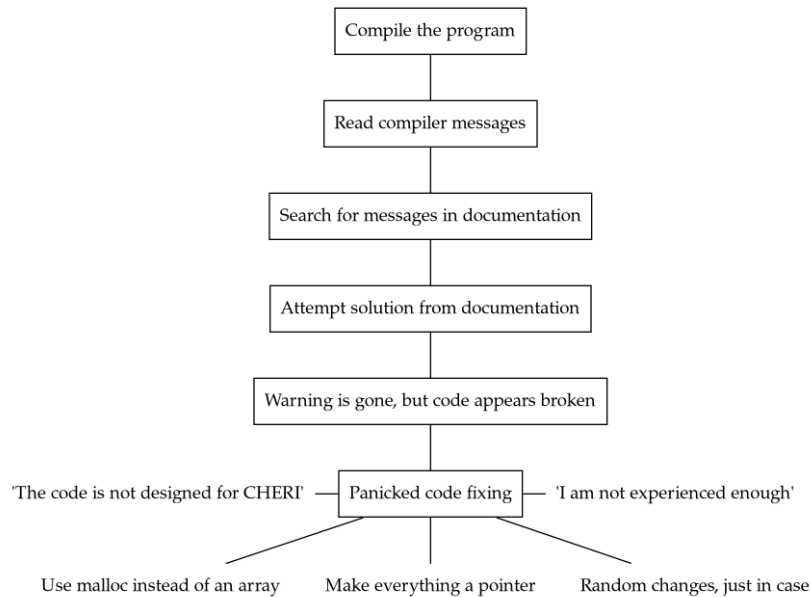 Compile the program
Read compiler messages
Search for messages in documentation
Attempt solution from documentation
Warning is gone, but code appears broken
'The code is not designed for CHERI'
Panicked code fixing
'I am not experienced enough'
Use malloc instead of an array
Make everything a pointer
Random changes, just in case